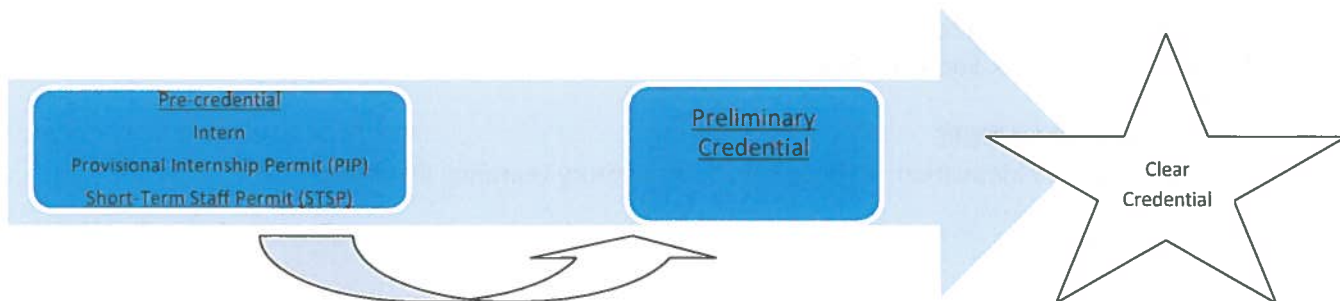 Pre-credential
Intern
Provisional Internship Permit (PIP)
Short-Term Staff Permit (STSP)
Preliminary
Credential
Clear
Credential